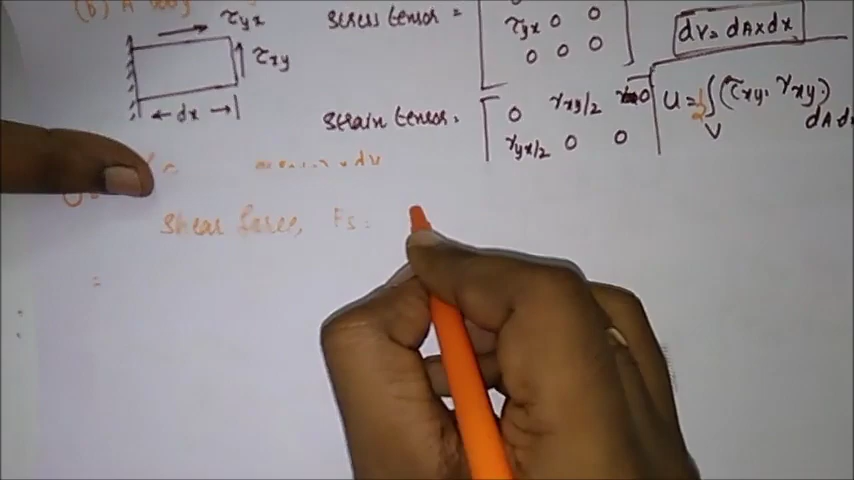 (b) A body
τyx
τxy
← dx →
stress tensor =
τyx 0 0
0 0 0
dV = dA x dx
strain tensor =
0 γxy/2 0
γyx/2 0 0
U = 1/2 ∫ (τxy . γxy)
V
dA
dV
shear force, Fs =
=